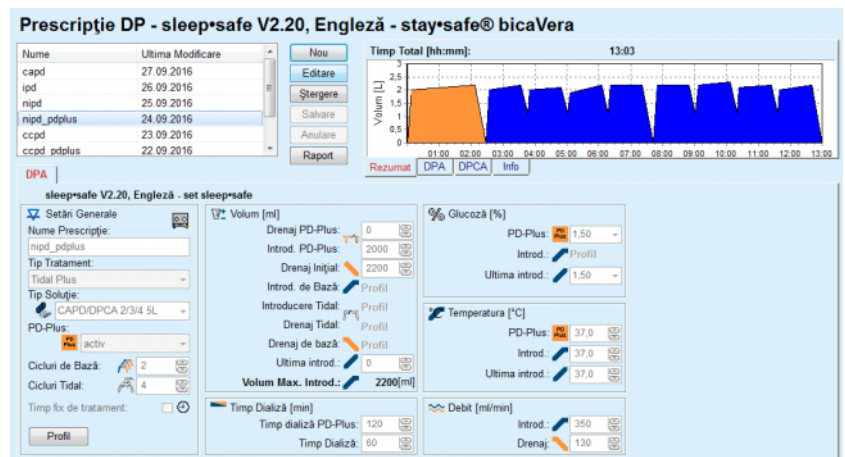 Prescripţie DP - sleep•safe V2.20, Engleză - stay•safe® bicaVera
Nume Ultima Modificare
capd 27.09.2016
ipd 26.09.2016
nipd 25.09.2016
nipd_pdplus 24.09.2016
ccpd 23.09.2016
ccpd_pdplus 22.09.2016
Nou
Editare
Ştergere
Salvare
Anulare
Raport
Timp Total [hh:mm]: 13:03
Volum [L]
3
2,5
2
1,5
1
0,5
0
01:00 02:00 03:00 04:00 05:00 06:00 07:00 08:00 09:00 10:00 11:00 12:00 13:00
Rezumat DPA DPCA Info
DPA
sleep•safe V2.20, Engleză - set sleep•safe
Setări Generale
Nume Prescripţie:
nipd_pdplus
Tip Tratament:
Tidal Plus
Tip Soluţie:
CAPD/DPCA 2/3/4 5L
PD-Plus:
PD Plus activ
Cicluri de Bază: 2
Cicluri Tidal: 4
Timp fix de tratament:
Profil
Volum [ml]
Drenaj PD-Plus: 0
Introd. PD-Plus: 2000
Drenaj Iniţial: 2200
Introd. de Bază: Profil
Introducere Tidal: Profil
Drenaj Tidal: Profil
Drenaj de bază: Profil
Ultima introd.: 0
Volum Max. Introd.: 2200[ml]
Timp Dializă [min]
Timp dializă PD-Plus: 120
Timp Dializă: 60
Glucoză [%]
PD-Plus: PD Plus 1,50
Introd.: Profil
Ultima introd.: 1,50
Temperatura [°C]
PD-Plus: PD Plus 37,0
Introd.: 37,0
Ultima introd.: 37,0
Debit [ml/min]
Introd.: 350
Drenaj: 130